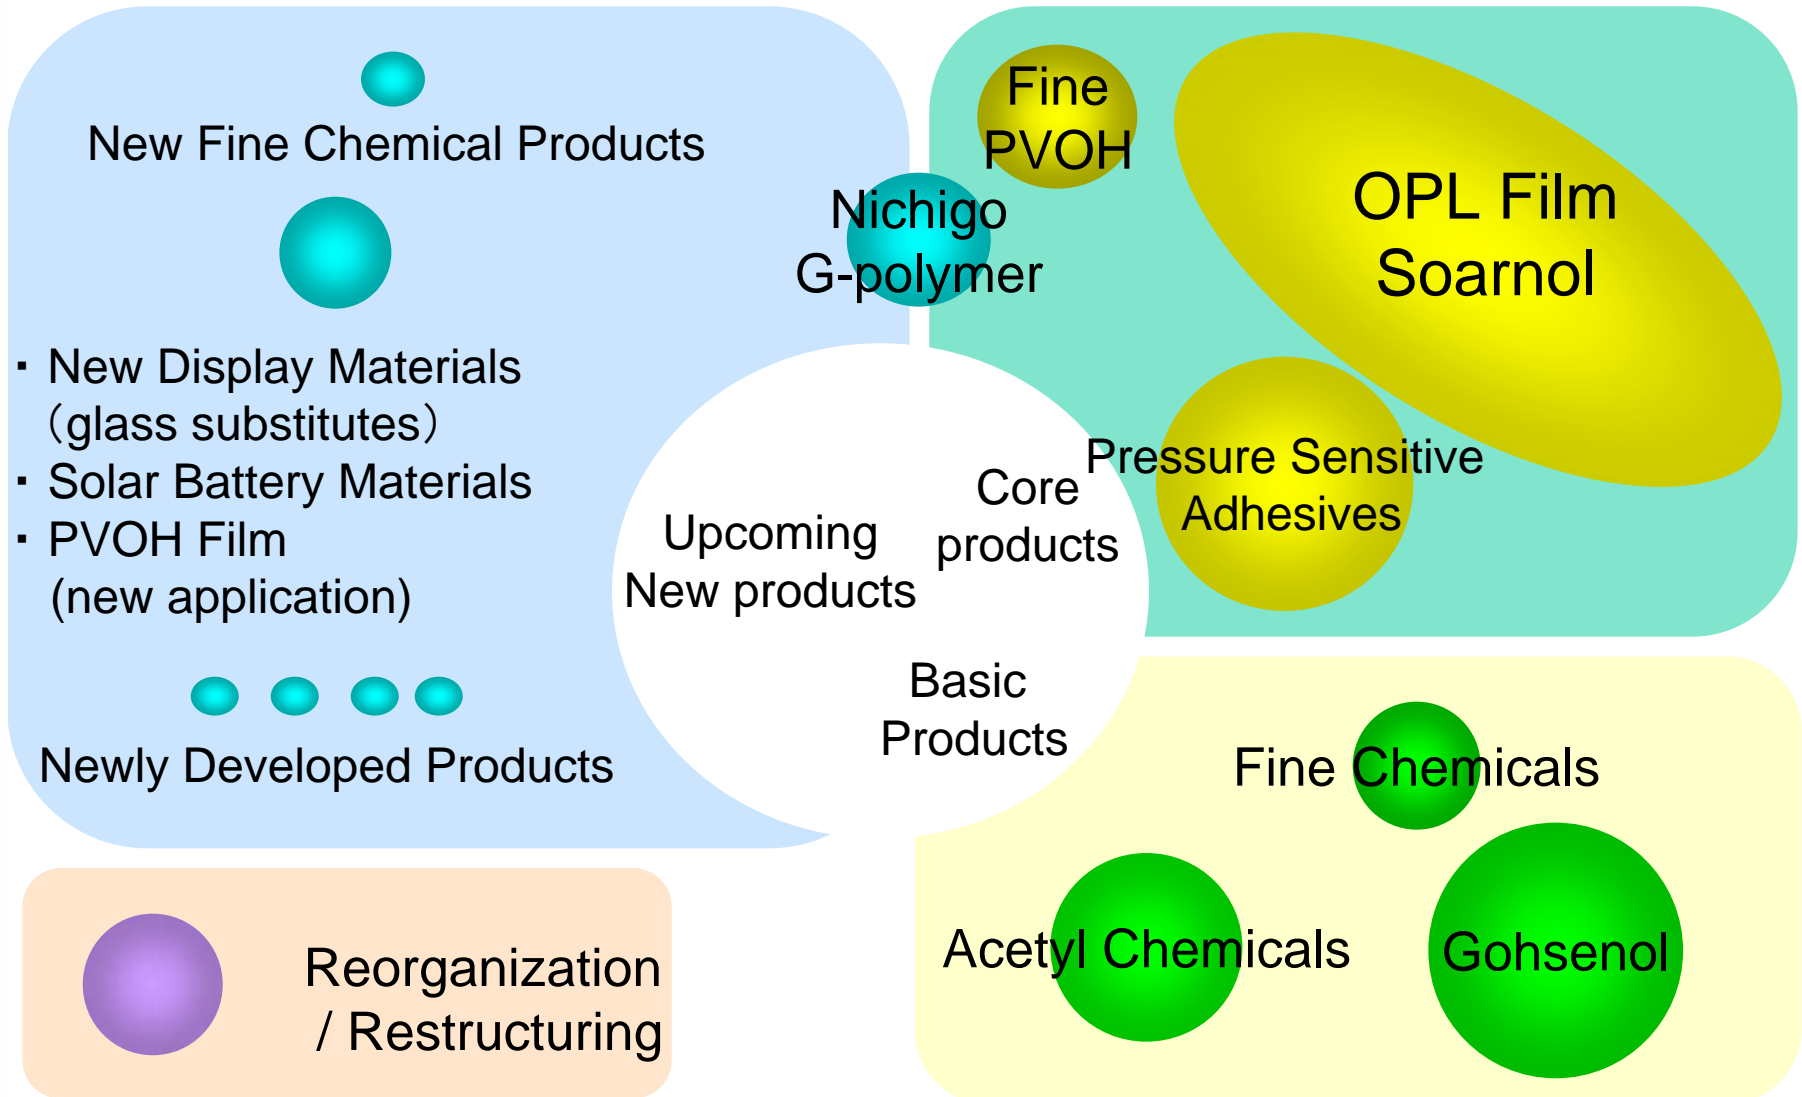 New Fine Chemical Products
・New Display Materials
（glass substitutes）
・Solar Battery Materials
・PVOH Film
(new application)
Newly Developed Products
Nichigo
G-polymer
Fine
PVOH
OPL Film
Soarnol
Pressure Sensitive
Adhesives
Upcoming
New products
Core
products
Basic
Products
Fine Chemicals
Acetyl Chemicals
Gohsenol
Reorganization
/ Restructuring